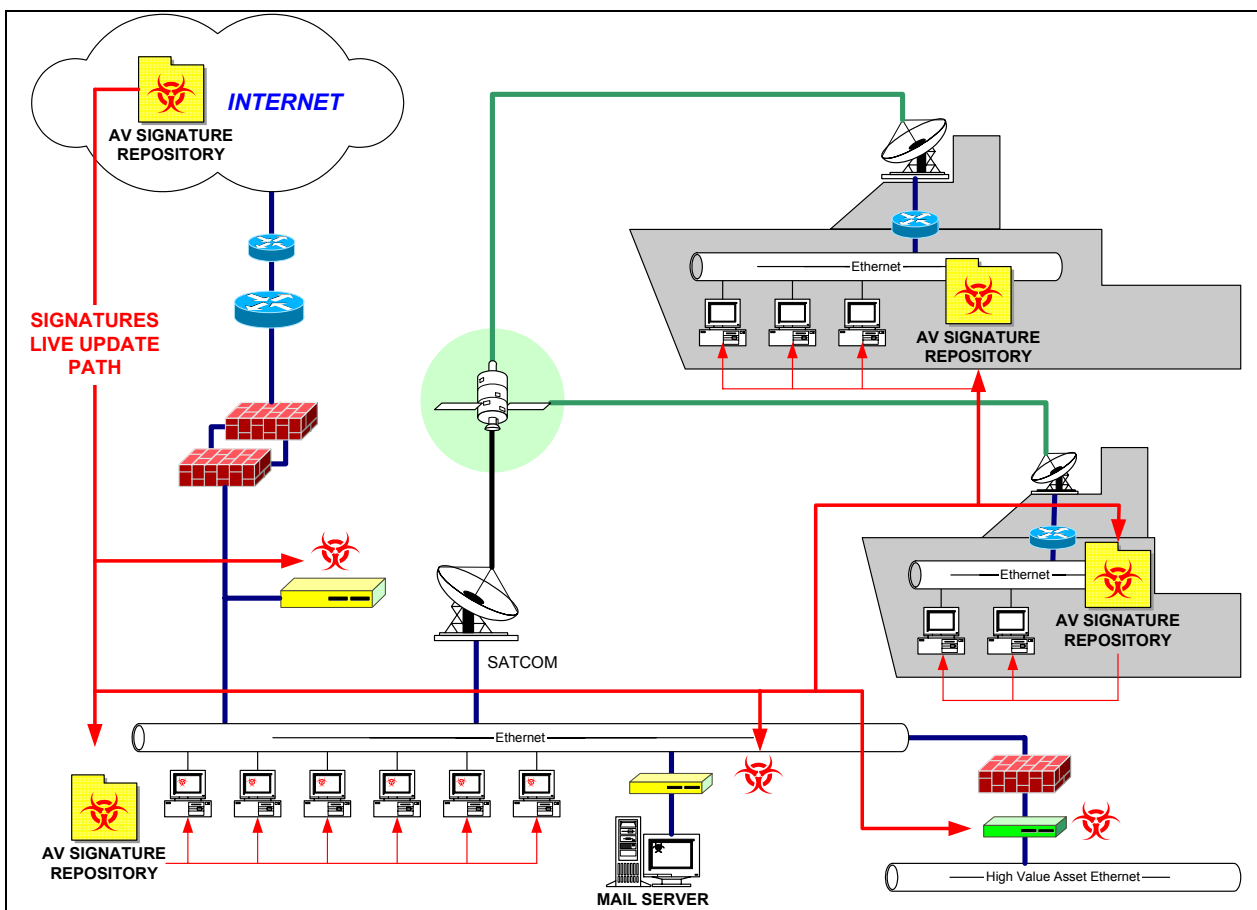 INTERNET
AV SIGNATURE
REPOSITORY
SIGNATURES
LIVE UPDATE
PATH
Ethernet
AV SIGNATURE
REPOSITORY
Ethernet
AV SIGNATURE
REPOSITORY
SATCOM
Ethernet
AV SIGNATURE
REPOSITORY
MAIL SERVER
High Value Asset Ethernet